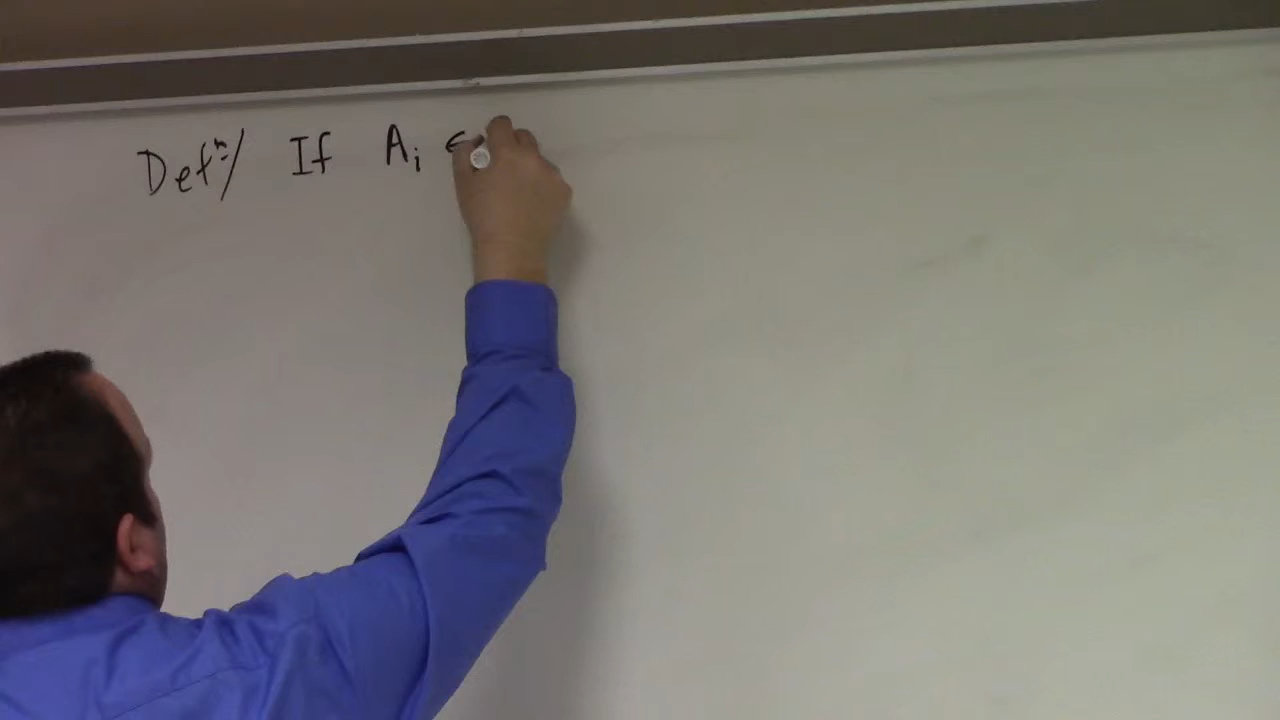 Defⁿ/ If Aᵢ ∈